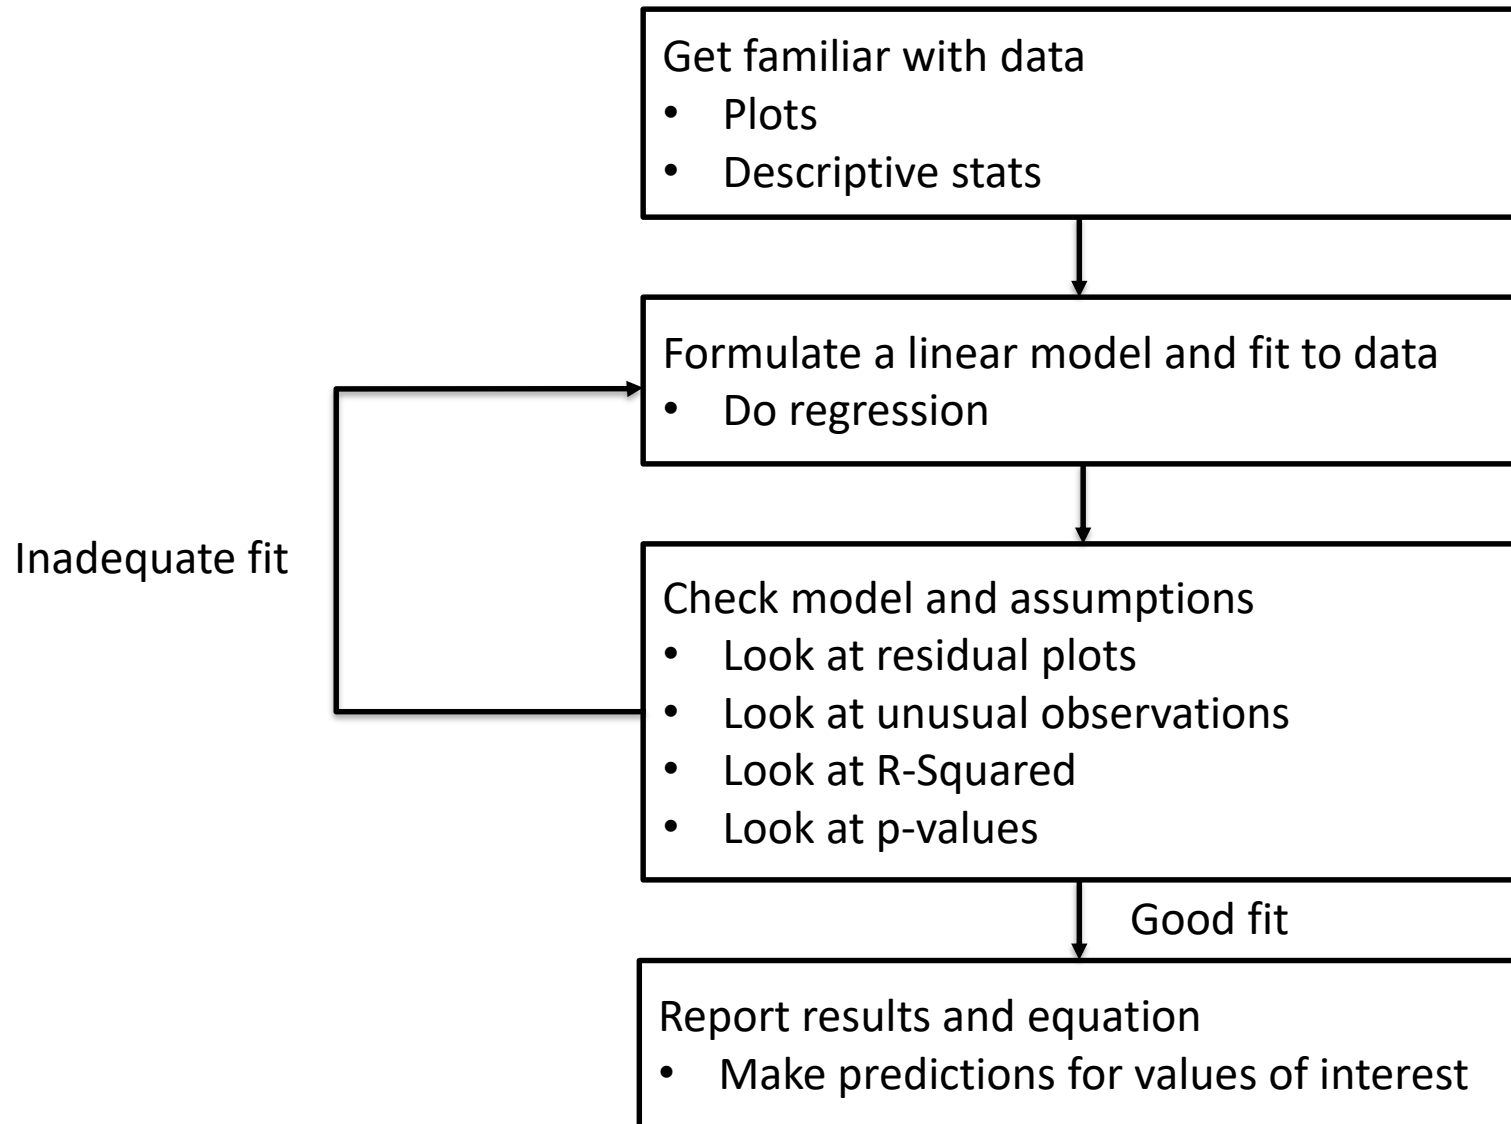 Get familiar with data
• Plots
• Descriptive stats
Formulate a linear model and fit to data
• Do regression
Inadequate fit
Check model and assumptions
• Look at residual plots
• Look at unusual observations
• Look at R-Squared
• Look at p-values
Good fit
Report results and equation
• Make predictions for values of interest